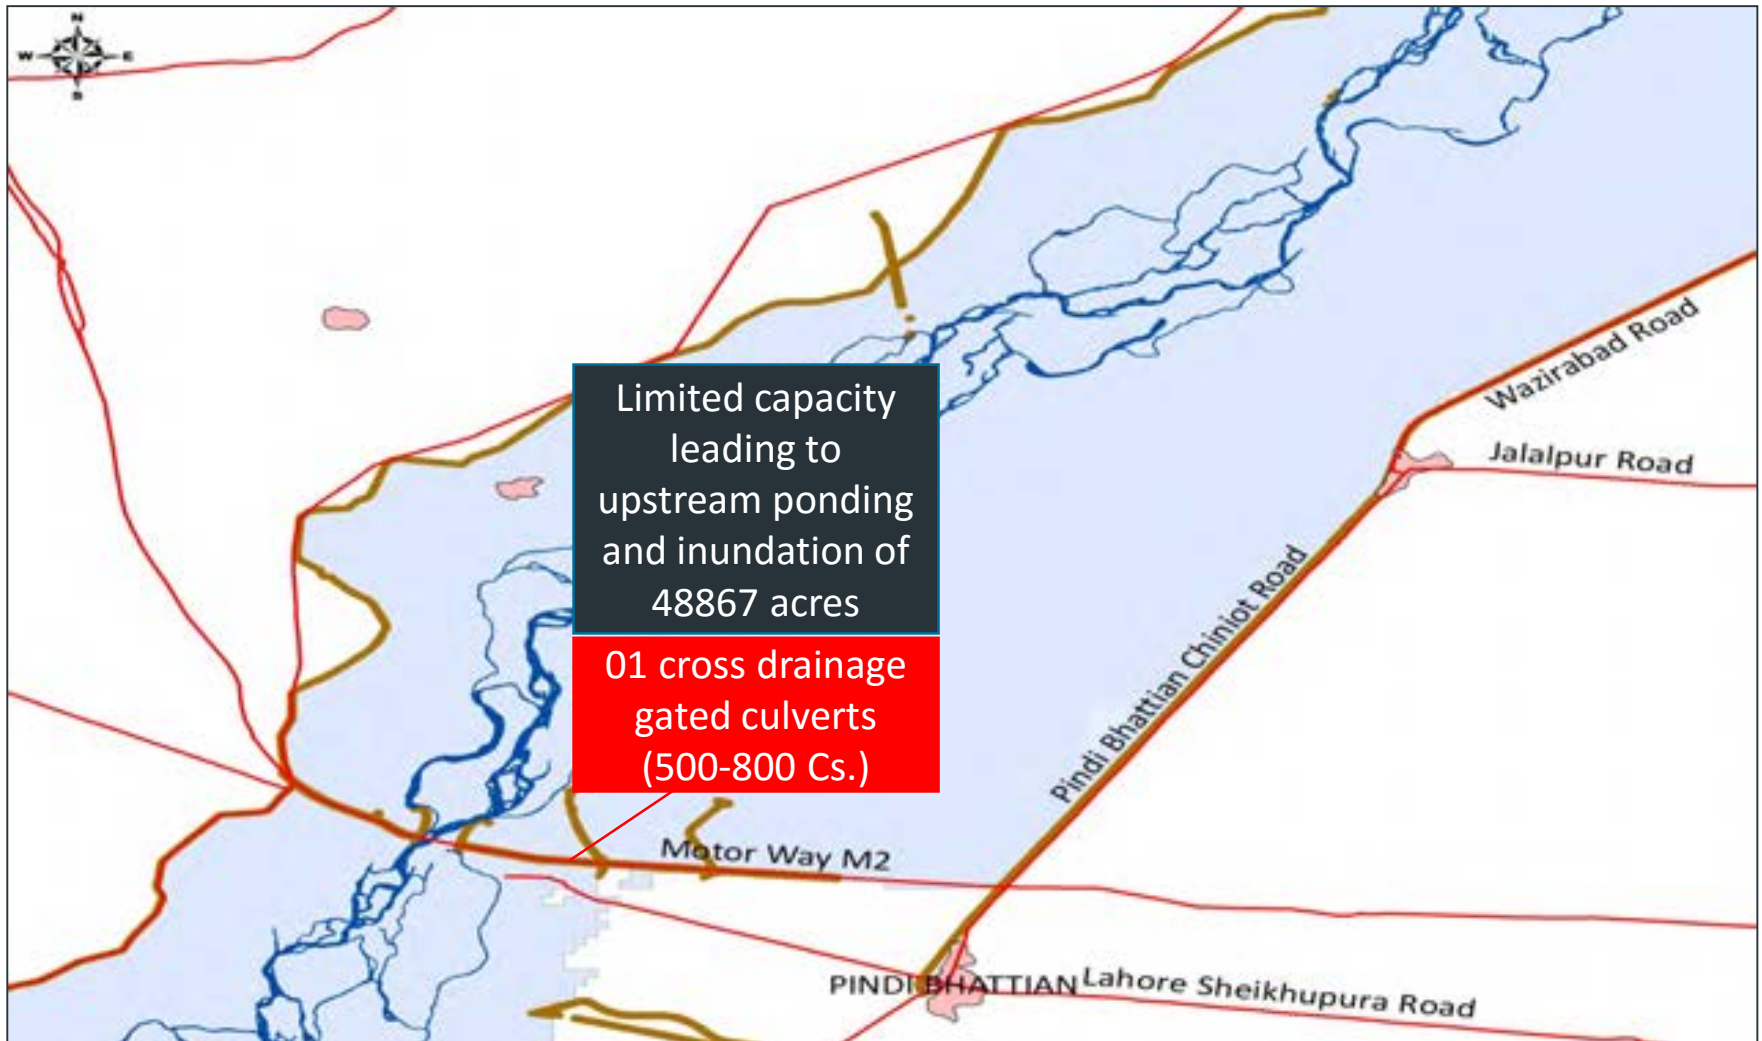 N
W E
S
Limited capacity
leading to
upstream ponding
and inundation of
48867 acres
01 cross drainage
gated culverts
(500-800 Cs.)
Wazirabad Road
Jalalpur Road
Pindi Bhattian Chiniot Road
Motor Way M2
PINDI BHATTIAN
Lahore Sheikhupura Road